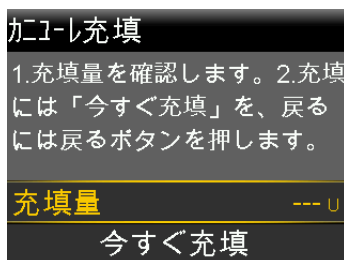 ｶﾆｭｰﾚ充填
1.充填量を確認します。2.充填
には「今すぐ充填」を、戻る
には戻るボタンを押します。
充填量 --- U
今すぐ充填